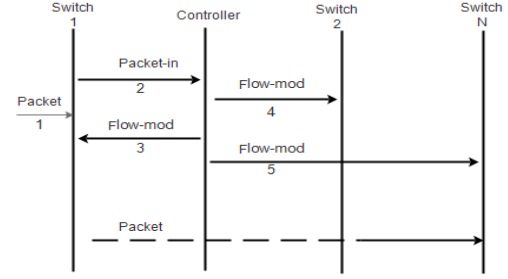 Switch
1
Controller
Switch
2
Switch
N
Packet-in
2
Flow-mod
4
Packet
1
Flow-mod
3
Flow-mod
5
Packet